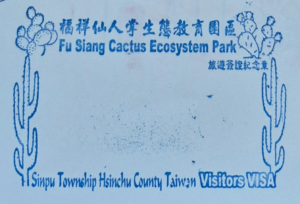 福祥仙人掌生態教育園區
Fu Siang Cactus Ecosystem Park
旅遊簽證紀念章
Sinpu Township Hsinchu County Taiwan Visitors VISA